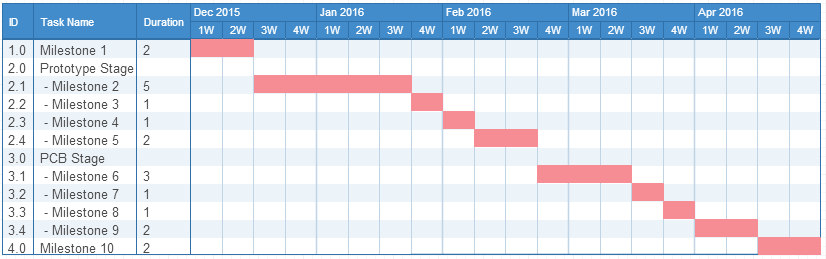 ID Task Name Duration Dec 2015 Jan 2016 Feb 2016 Mar 2016 Apr 2016
1W 2W 3W 4W 1W 2W 3W 4W 1W 2W 3W 4W 1W 2W 3W 4W 1W 2W 3W 4W
1.0 Milestone 1 2
2.0 Prototype Stage
2.1 - Milestone 2 5
2.2 - Milestone 3 1
2.3 - Milestone 4 1
2.4 - Milestone 5 2
3.0 PCB Stage
3.1 - Milestone 6 3
3.2 - Milestone 7 1
3.3 - Milestone 8 1
3.4 - Milestone 9 2
4.0 Milestone 10 2